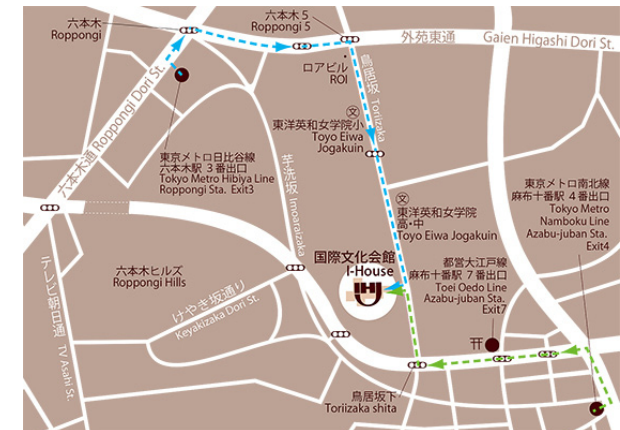 六本木
Roppongi
六本木 5
Roppongi 5
外苑東通 Gaien Higashi Dori St.
ロアビル
ROI
鳥居坂 Toriizaka
六本木通 Roppongi Dori St.
文
東洋英和女学院小
Toyo Eiwa
Jogakuin
東京メトロ日比谷線
六本木駅 3番出口
Tokyo Metro Hibiya Line
Roppongi Sta. Exit3
芋洗坂 Imoaraizaka
東京メトロ南北線
麻布十番駅 4番出口
Tokyo Metro
Namboku Line
Azabu-juban Sta.
Exit4
文
東洋英和女学院
高・中
Toyo Eiwa Jogakuin
国際文化会館
I-House
IHJ
都営大江戸線
麻布十番駅 7番出口
Toei Oedo Line
Azabu-juban Sta.
Exit7
六本木ヒルズ
Roppongi Hills
けやき坂通り
Keyakizaka Dori St.
テレビ朝日通 TV Asahi St.
鳥居坂下
Toriizaka shita